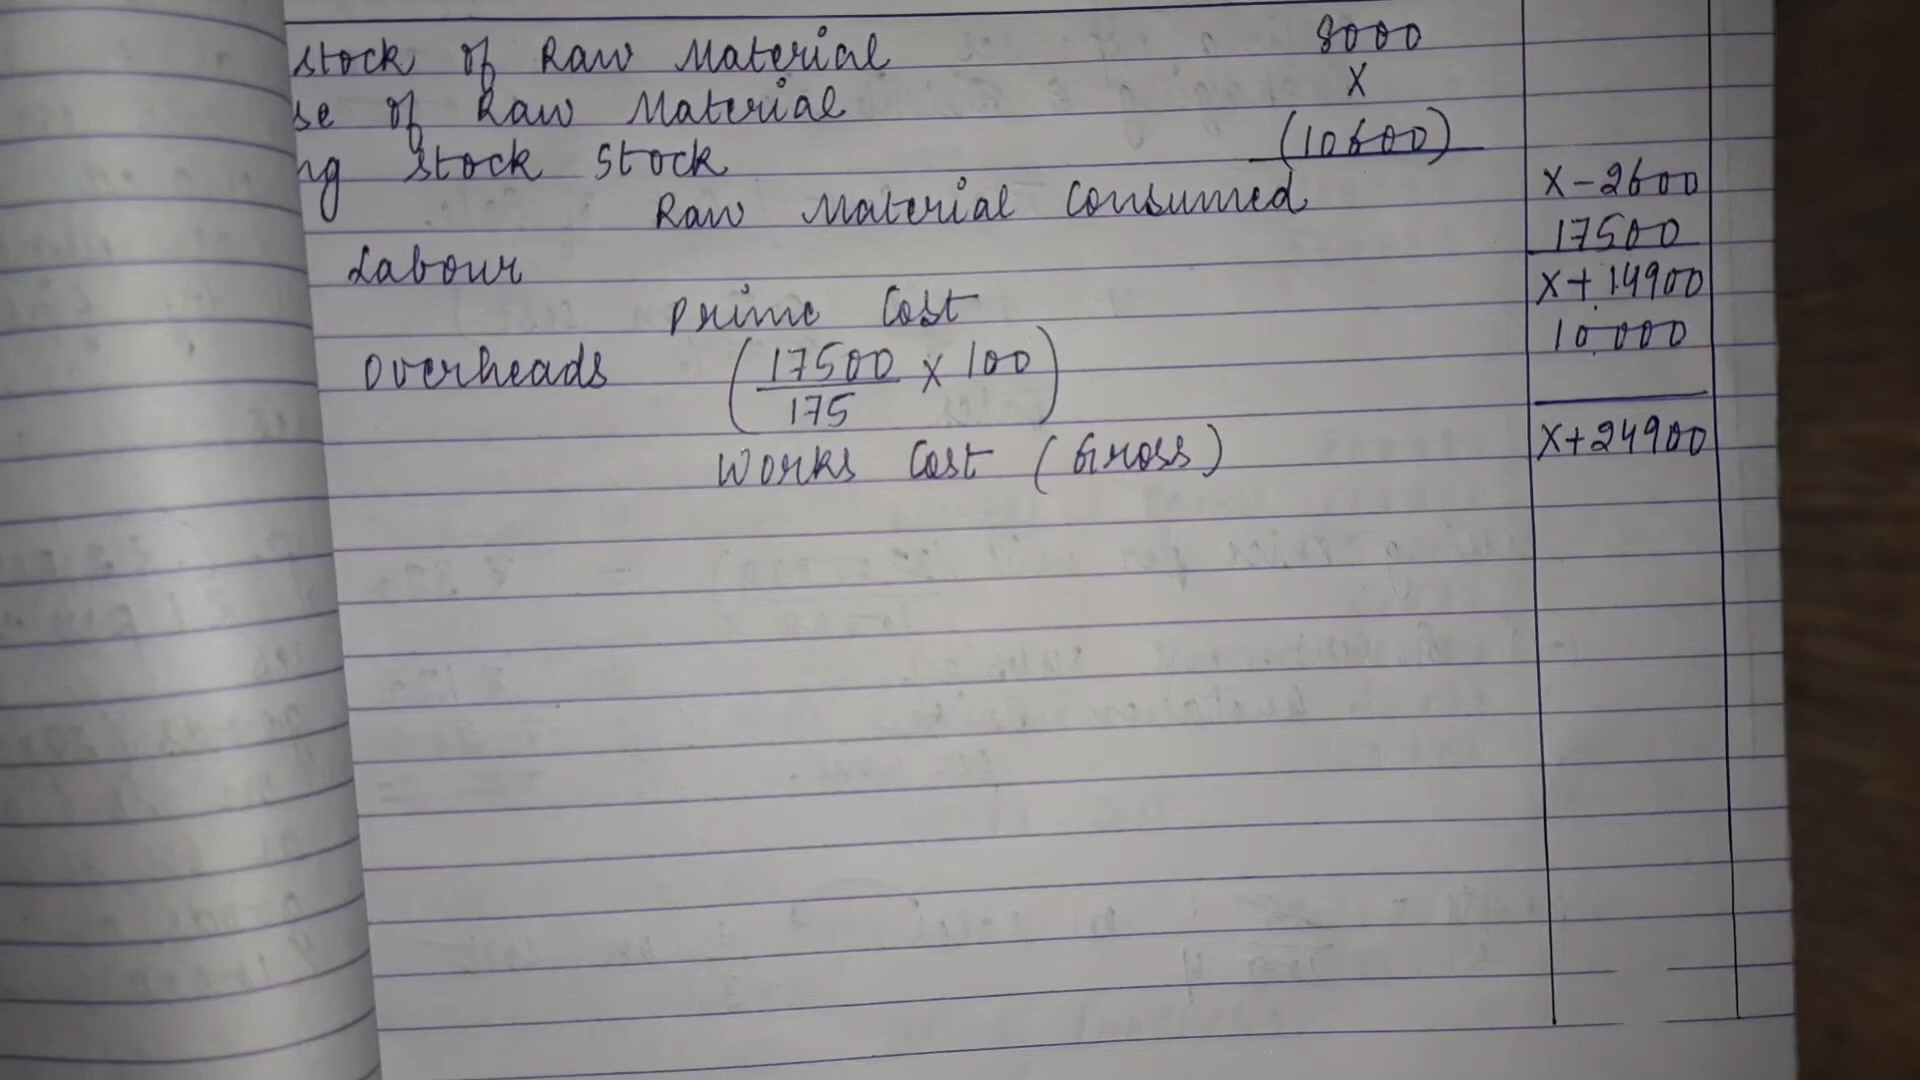 stock of Raw Material 8000
se of Raw Material X
ng stock stock (10600)
Raw Material Consumed X-2600
Labour 17500
Prime Cost X+14900
Overheads (17500/175 x 100) 10000
Works Cost (Gross) X+24900